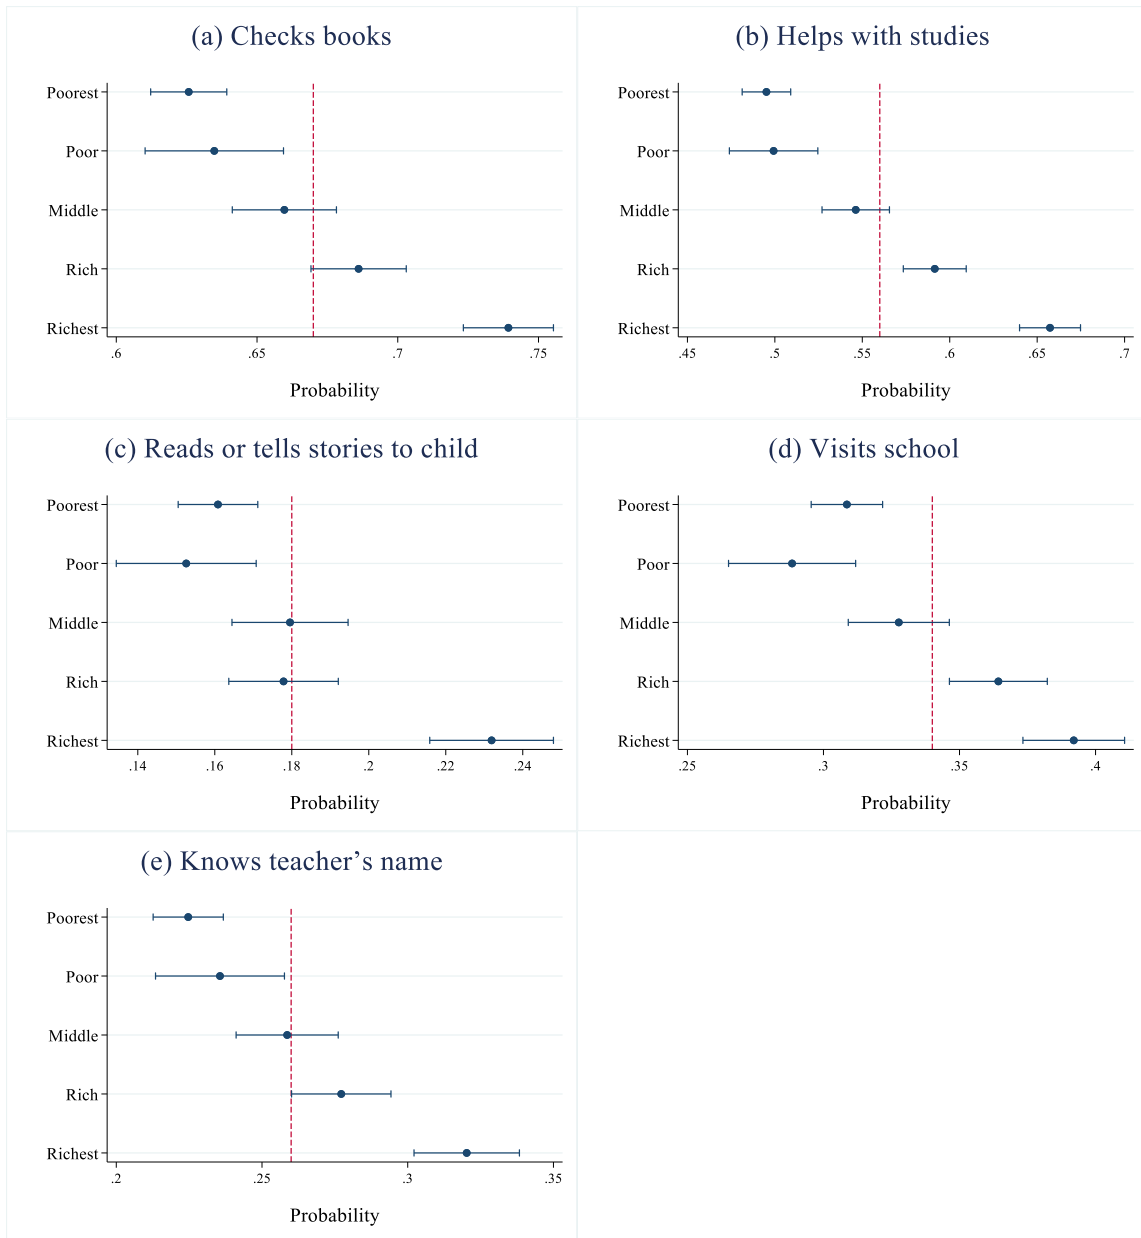 (a) Checks books
Poorest
Poor
Middle
Rich
Richest
.6 .65 .7 .75
Probability
(b) Helps with studies
Poorest
Poor
Middle
Rich
Richest
.45 .5 .55 .6 .65 .7
Probability
(c) Reads or tells stories to child
Poorest
Poor
Middle
Rich
Richest
.14 .16 .18 .2 .22 .24
Probability
(d) Visits school
Poorest
Poor
Middle
Rich
Richest
.25 .3 .35 .4
Probability
(e) Knows teacher’s name
Poorest
Poor
Middle
Rich
Richest
.2 .25 .3 .35
Probability